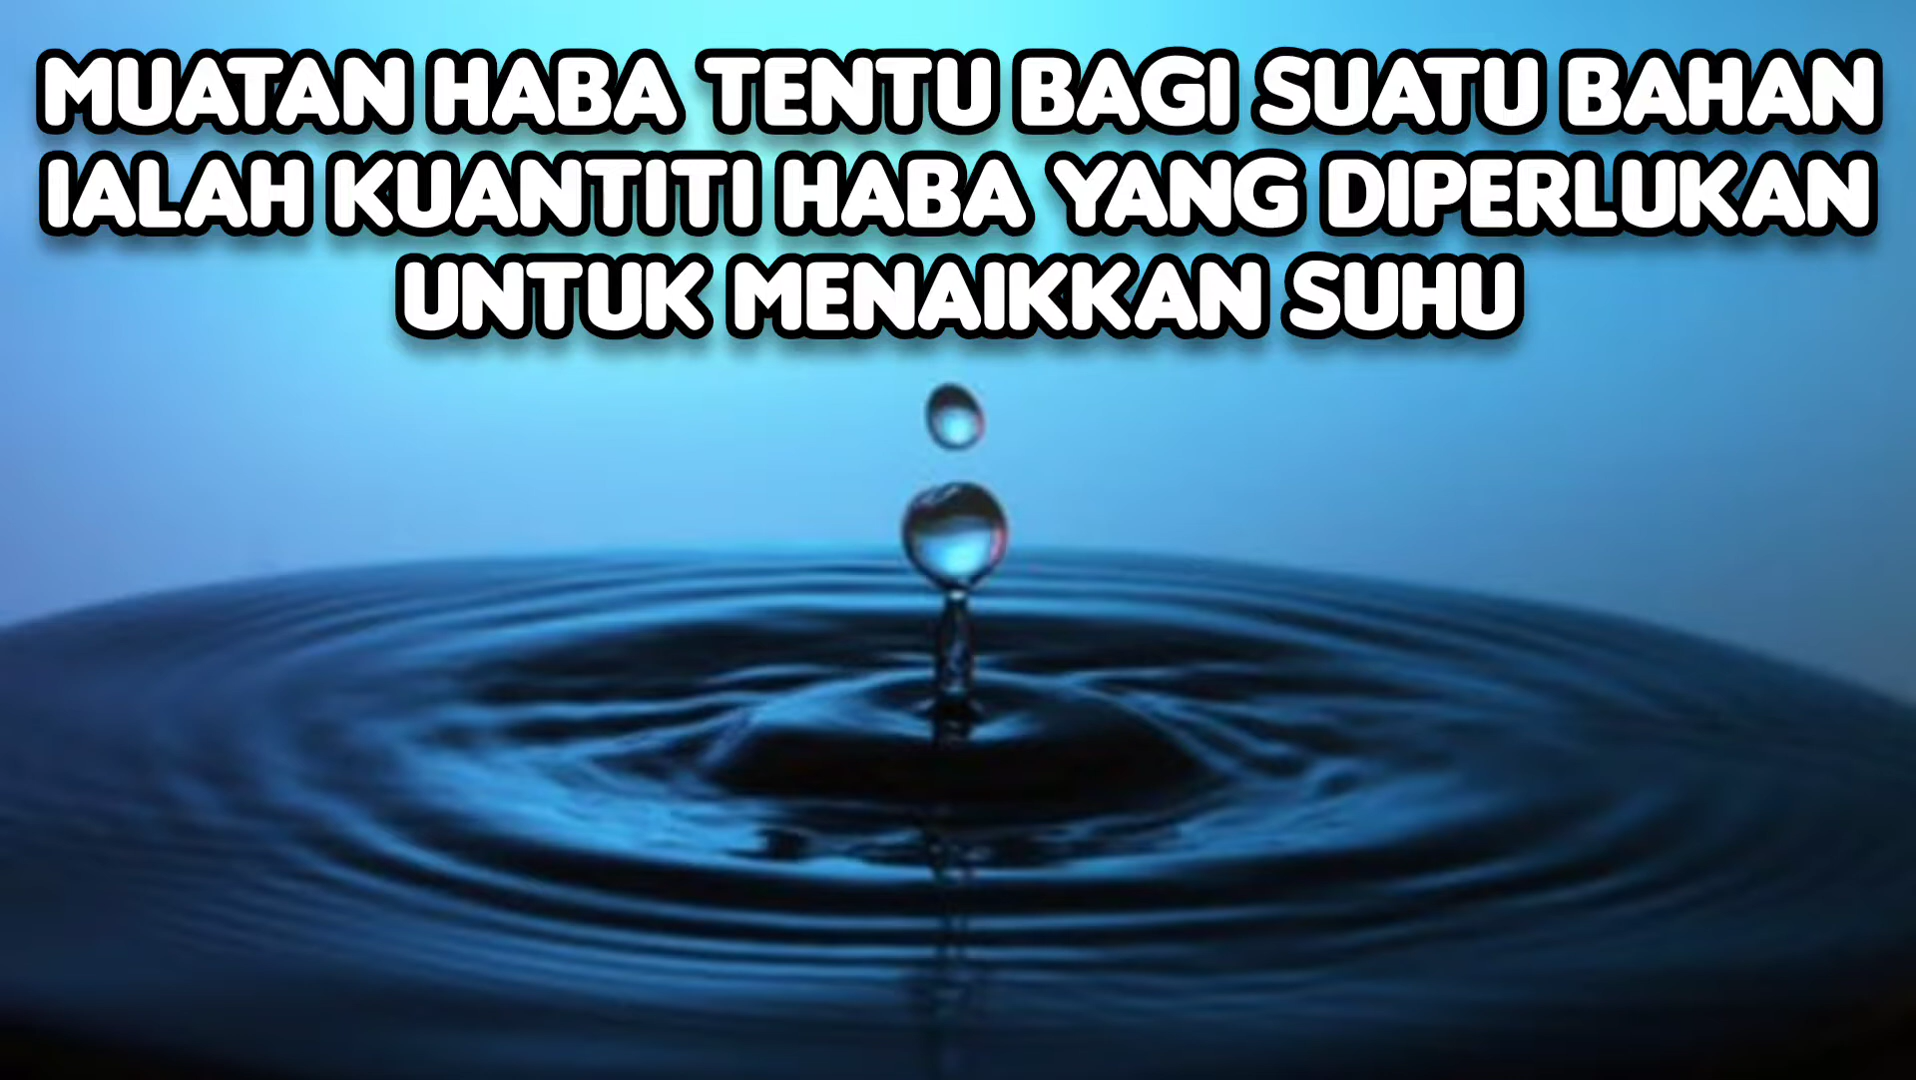 MUATAN HABA TENTU BAGI SUATU BAHAN
IALAH KUANTITI HABA YANG DIPERLUKAN
UNTUK MENAIKKAN SUHU